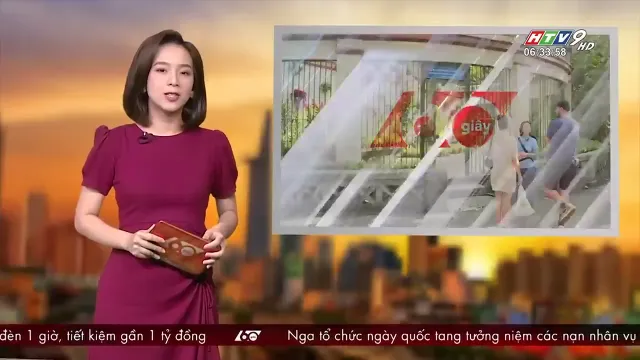 HTV9 HD
06:33:58
60 giây
đèn 1 giờ, tiết kiệm gần 1 tỷ đồng 60 Nga tổ chức ngày quốc tang tưởng niệm các nạn nhân vụ